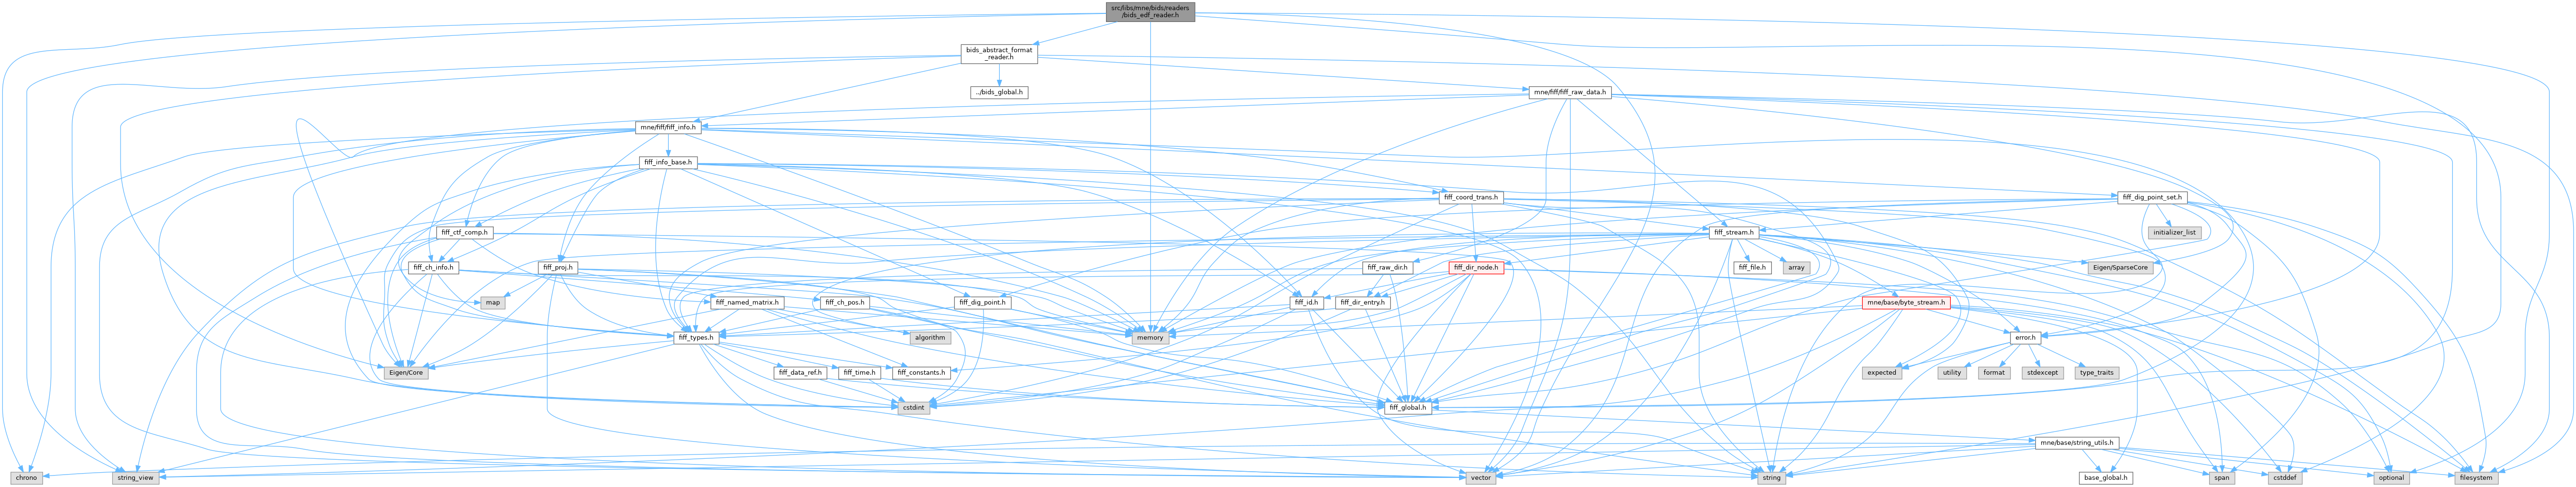 src/libs/mne/bids/readers
/bids_edf_reader.h
bids_abstract_format
_reader.h
../bids_global.h
mne/fiff/fiff_raw_data.h
mne/fiff/fiff_info.h
fiff_info_base.h
fiff_coord_trans.h
fiff_dig_point_set.h
fiff_ctf_comp.h
fiff_stream.h
initializer_list
fiff_ch_info.h
fiff_proj.h
fiff_raw_dir.h
fiff_dir_node.h
fiff_file.h
array
Eigen/SparseCore
map
fiff_named_matrix.h
fiff_ch_pos.h
fiff_dig_point.h
fiff_id.h
fiff_dir_entry.h
mne/base/byte_stream.h
fiff_types.h
algorithm
memory
error.h
Eigen/Core
fiff_data_ref.h
fiff_time.h
fiff_constants.h
expected
utility
format
stdexcept
type_traits
cstdint
fiff_global.h
mne/base/string_utils.h
chrono
string_view
vector
string
base_global.h
span
cstddef
optional
filesystem